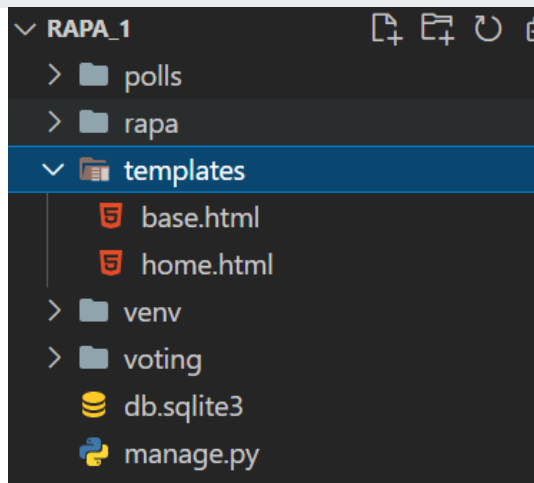 RAPA_1
polls
rapa
templates
base.html
home.html
venv
voting
db.sqlite3
manage.py